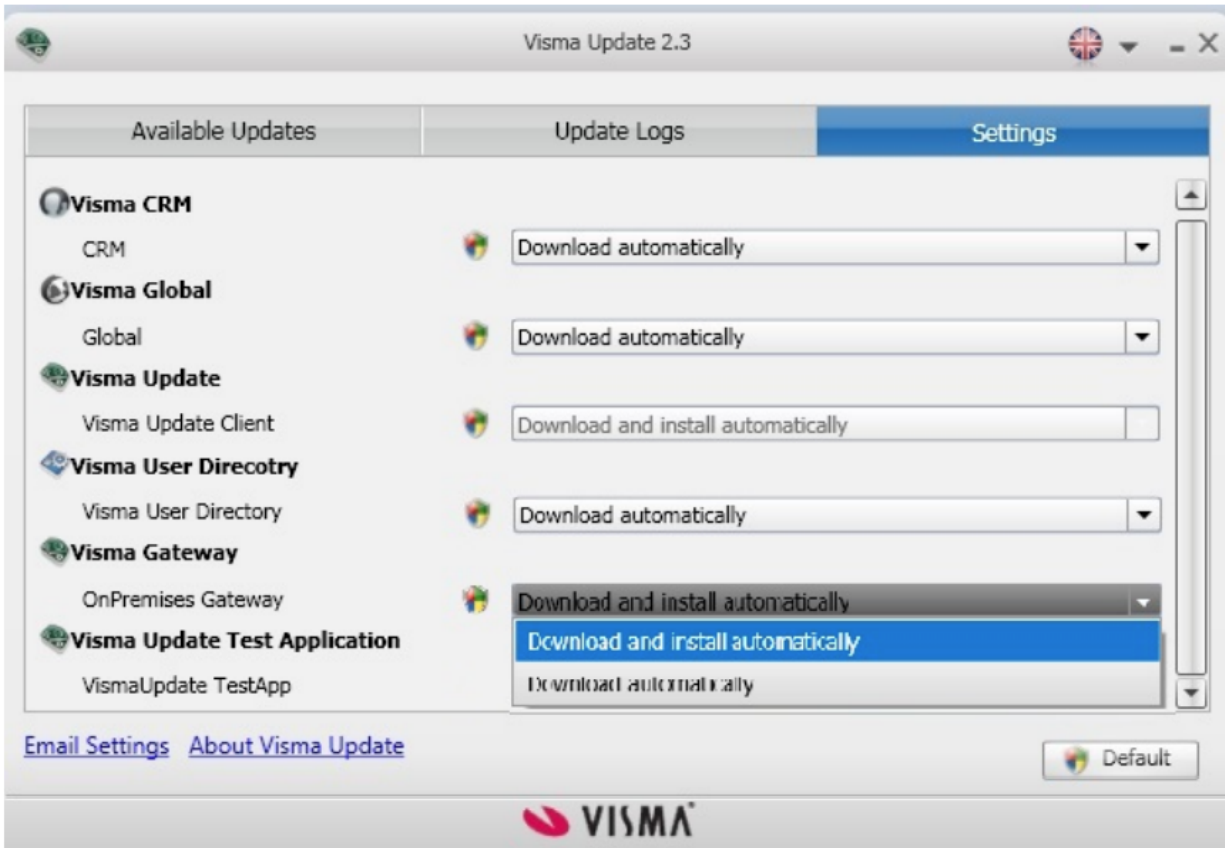 Visma Update 2.3
Available Updates Update Logs Settings
Visma CRM
CRM Download automatically
Visma Global
Global Download automatically
Visma Update
Visma Update Client Download and install automatically
Visma User Direcotry
Visma User Directory Download automatically
Visma Gateway
OnPremises Gateway Download and install automatically
Visma Update Test Application Download and install automatically
VismaUpdate TestApp Download automatically
Email Settings About Visma Update Default
VISMA